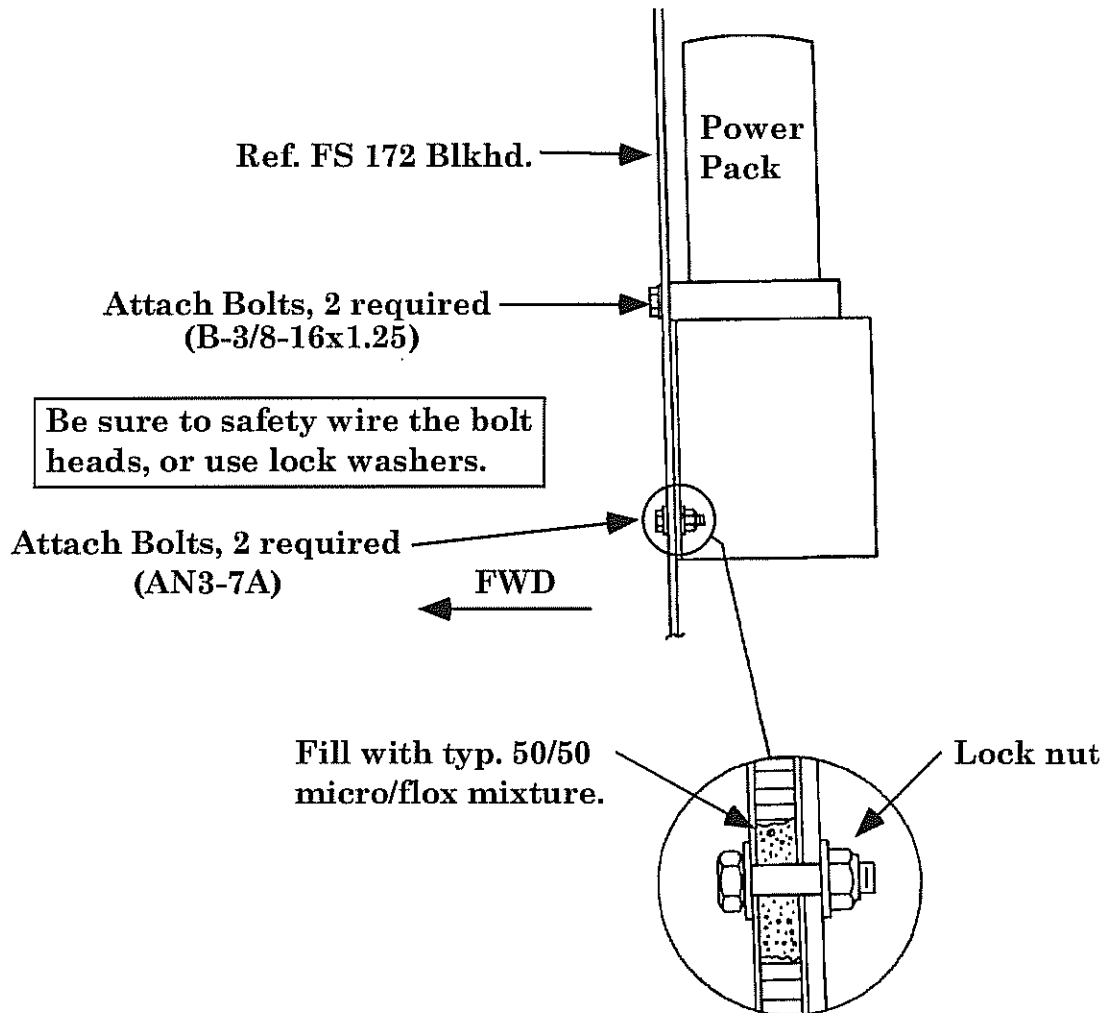 Power
Pack
Ref. FS 172 Blkhd.
Attach Bolts, 2 required
(B-3/8-16x1.25)
Be sure to safety wire the bolt
heads, or use lock washers.
Attach Bolts, 2 required
(AN3-7A)
FWD
Fill with typ. 50/50
micro/flox mixture.
Lock nut